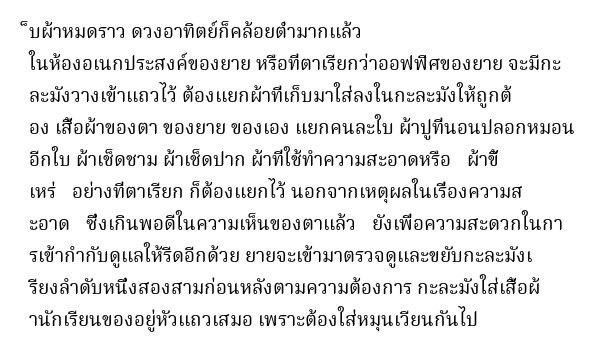 ็บผ้าหมดราว ดวงอาทิตย์ก็คล้อยต่ำมากแล้ว
ในห้องอเนกประสงค์ของยาย หรือที่ตาเรียกว่าออฟฟิศของยาย จะมีกะ
ละมังวางเข้าแถวไว้ ต้องแยกผ้าที่เก็บมาใส่ลงในกะละมังให้ถูกต้
อง เสื้อผ้าของตา ของยาย ของเอง แยกคนละใบ ผ้าปูที่นอนปลอกหมอน
อีกใบ ผ้าเช็ดชาม ผ้าเช็ดปาก ผ้าที่ใช้ทำความสะอาดหรือ   ผ้าขี้
เหร่   อย่างที่ตาเรียก ก็ต้องแยกไว้ นอกจากเหตุผลในเรื่องความส
ะอาด   ซึ่งเกินพอดีในความเห็นของตาแล้ว   ยังเพื่อความสะดวกในกา
รเข้ากำกับดูแลให้รีดอีกด้วย ยายจะเข้ามาตรวจดูและขยับกะละมังเ
รียงลำดับหนึ่งสองสามก่อนหลังตามความต้องการ กะละมังใส่เสื้อผ้
านักเรียนของอยู่หัวแถวเสมอ เพราะต้องใส่หมุนเวียนกันไป